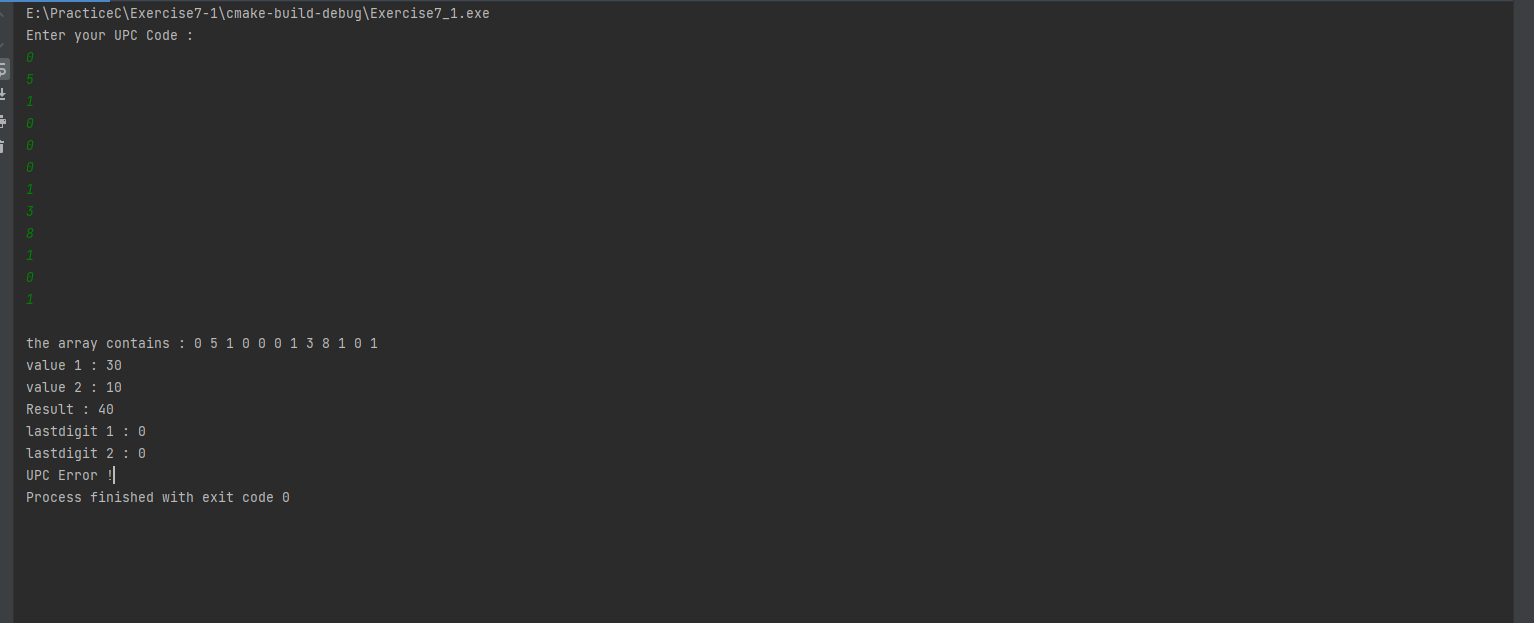 E:\PracticeC\Exercise7-1\cmake-build-debug\Exercise7_1.exe
Enter your UPC Code :
0
5
1
0
0
0
1
3
8
1
0
1
the array contains : 0 5 1 0 0 0 1 3 8 1 0 1
value 1 : 30
value 2 : 10
Result : 40
lastdigit 1 : 0
lastdigit 2 : 0
UPC Error !
Process finished with exit code 0